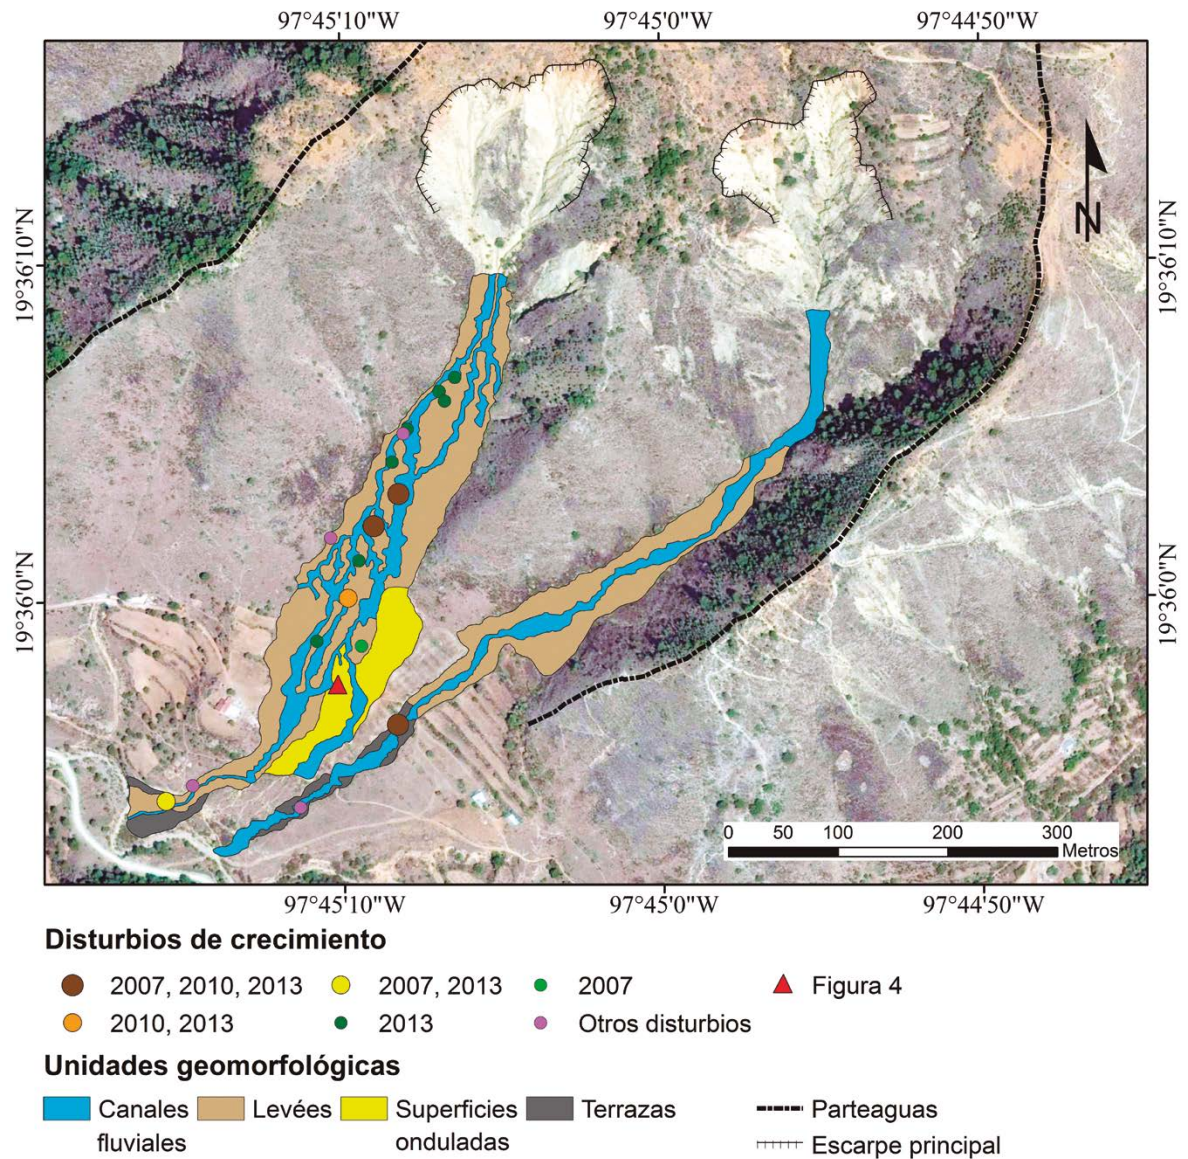 97°45'10"W 97°45'0"W 97°44'50"W
19°36'10"N
19°36'10"N
N
19°36'0"N
19°36'0"N
0 50 100 200 300
Metros
97°45'10"W 97°45'0"W 97°44'50"W
Disturbios de crecimiento
2007, 2010, 2013 2007, 2013 2007 Figura 4
2010, 2013 2013 Otros disturbios
Unidades geomorfológicas
Canales Levées Superficies Terrazas Parteaguas
fluviales onduladas
Escarpe principal